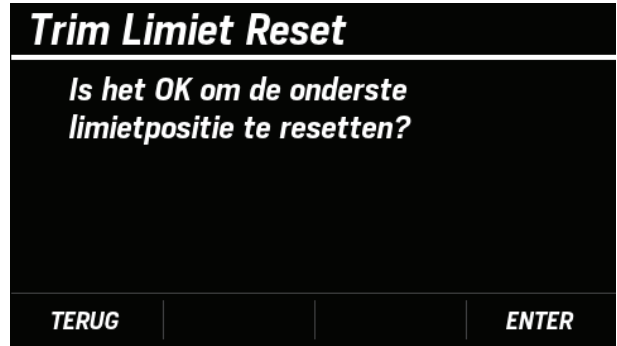 Trim Limiet Reset
Is het OK om de onderste
limietpositie te resetten?
TERUG
ENTER